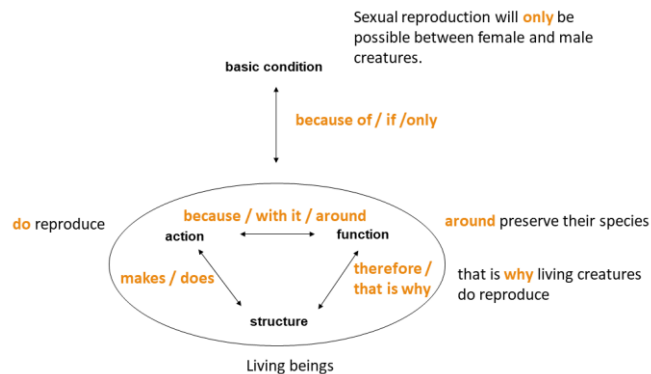 Sexual reproduction will only be
possible between female and male
creatures.
basic condition
because of / if /only
do reproduce
because / with it / around
action
function
around preserve their species
makes / does
therefore /
that is why
that is why living creatures
do reproduce
structure
Living beings